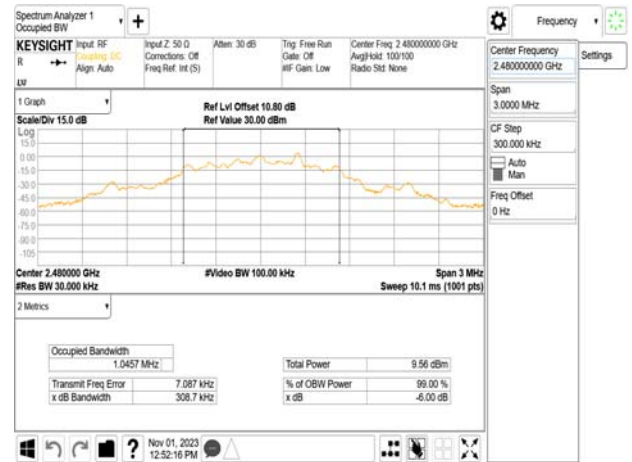 Spectrum Analyzer 1
Occupied BW
Frequency
KEYSIGHT
R
Input: RF
Coupling: DC
Align: Auto
Input Z: 50 Ω
Corrections: Off
Freq Ref: Int (S)
Atten: 30 dB
Trig: Free Run
Gate: Off
#IF Gain: Low
Center Freq: 2.480000000 GHz
Avg|Hold: 100/100
Radio Std: None
1 Graph
Scale/Div 15.0 dB
Ref Lvl Offset 10.80 dB
Ref Value 30.00 dBm
Log
15.0
0.00
-15.0
-30.0
-45.0
-60.0
-75.0
-90.0
-105
Center 2.480000 GHz
#Res BW 30.000 kHz
#Video BW 100.00 kHz
Span 3 MHz
Sweep 10.1 ms (1001 pts)
2 Metrics
Occupied Bandwidth
1.0457 MHz
Total Power 9.56 dBm
Transmit Freq Error 7.087 kHz
% of OBW Power 99.00 %
x dB Bandwidth 308.7 kHz
x dB -6.00 dB
Nov 01, 2023
12:52:16 PM
Center Frequency
2.480000000 GHz
Settings
Span
3.0000 MHz
CF Step
300.000 kHz
Auto
Man
Freq Offset
0 Hz